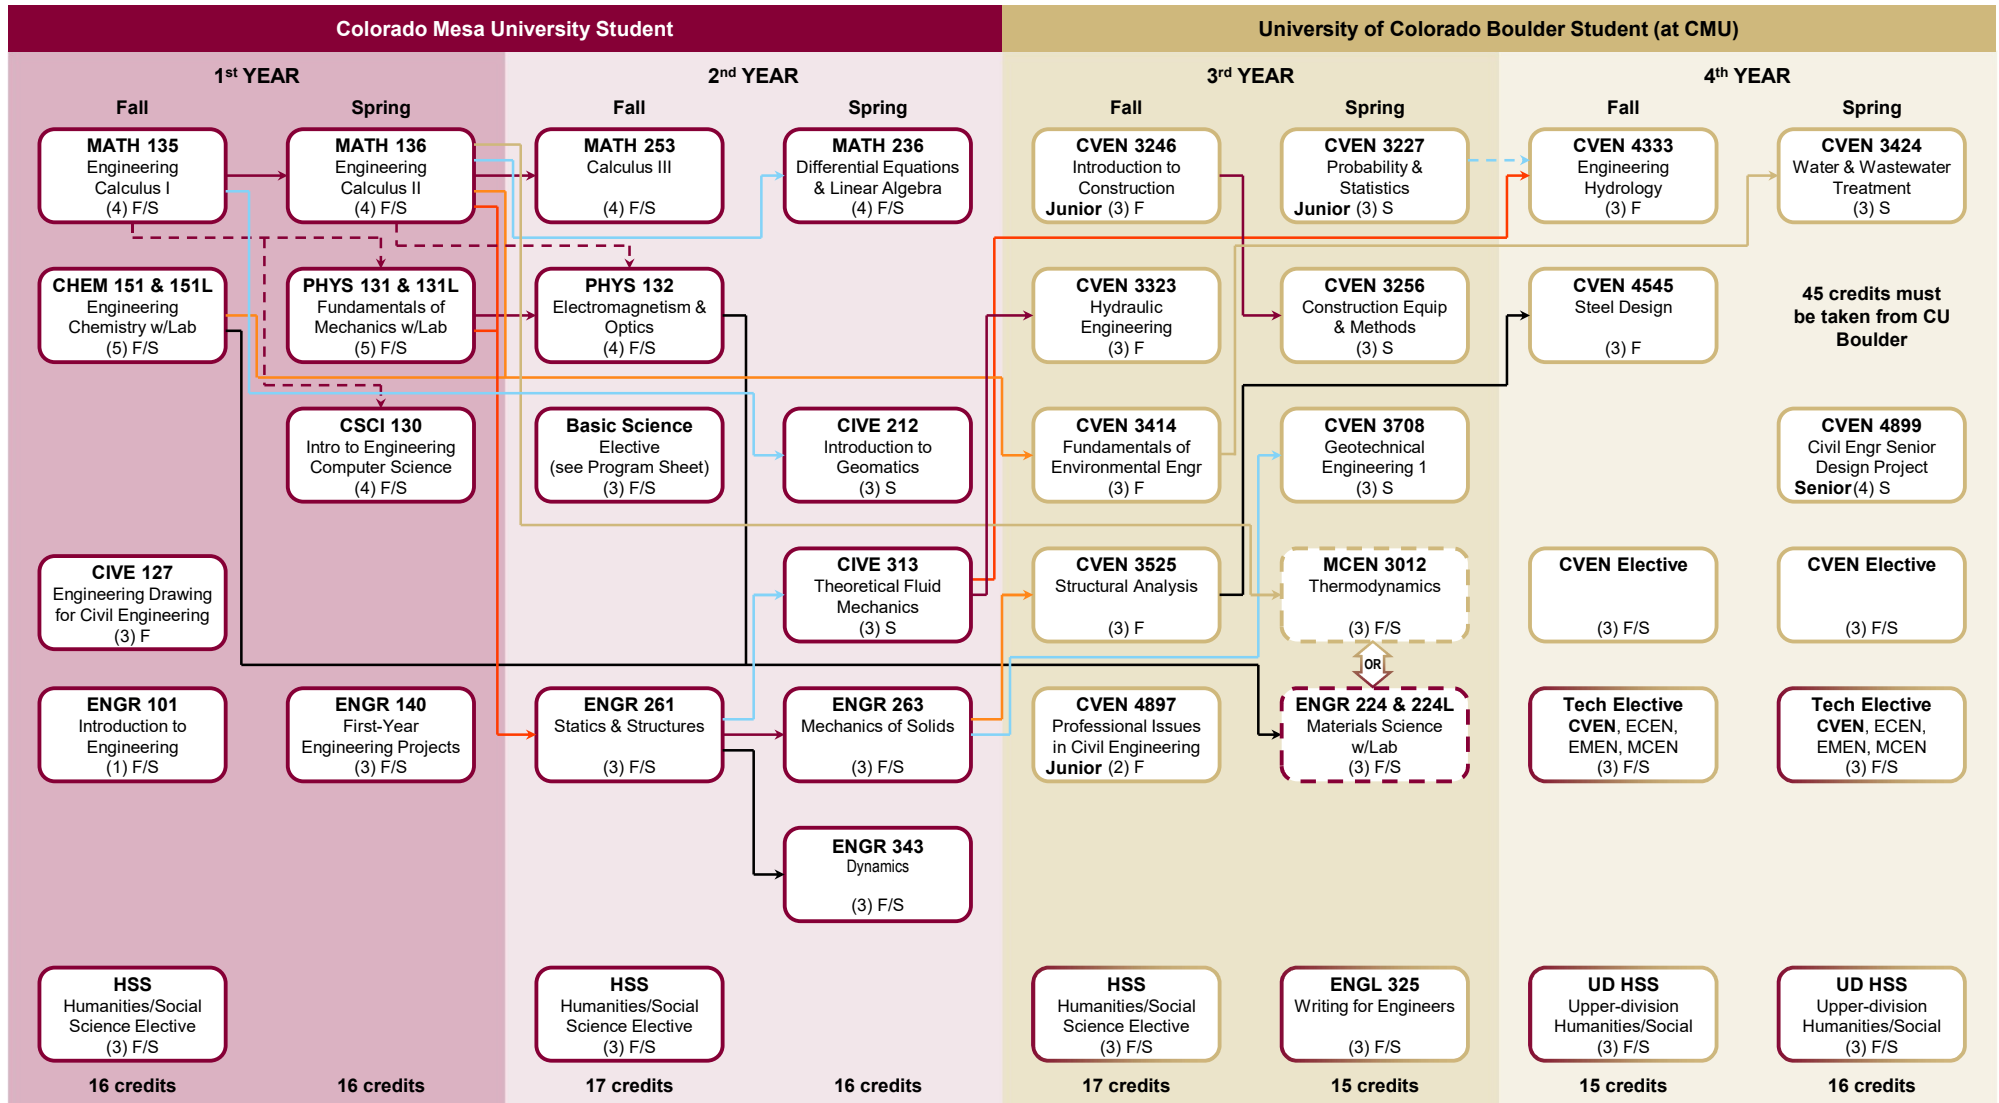 Colorado Mesa University Student
University of Colorado Boulder Student (at CMU)
1st YEAR
2nd YEAR
3rd YEAR
4th YEAR
Fall
Spring
Fall
Spring
Fall
Spring
Fall
Spring
MATH 135
Engineering
Calculus I
(4) F/S
MATH 136
Engineering
Calculus II
(4) F/S
MATH 253
Calculus III
(4) F/S
MATH 236
Differential Equations
& Linear Algebra
(4) F/S
CVEN 3246
Introduction to
Construction
Junior (3) F
CVEN 3227
Probability &
Statistics
Junior (3) S
CVEN 4333
Engineering
Hydrology
(3) F
CVEN 3424
Water & Wastewater
Treatment
(3) S
CHEM 151 & 151L
Engineering
Chemistry w/Lab
(5) F/S
PHYS 131 & 131L
Fundamentals of
Mechanics w/Lab
(5) F/S
PHYS 132
Electromagnetism &
Optics
(4) F/S
CVEN 3323
Hydraulic
Engineering
(3) F
CVEN 3256
Construction Equip
& Methods
(3) S
CVEN 4545
Steel Design
(3) F
45 credits must
be taken from CU
Boulder
CSCI 130
Intro to Engineering
Computer Science
(4) F/S
Basic Science
Elective
(see Program Sheet)
(3) F/S
CIVE 212
Introduction to
Geomatics
(3) S
CVEN 3414
Fundamentals of
Environmental Engr
(3) F
CVEN 3708
Geotechnical
Engineering 1
(3) S
CVEN 4899
Civil Engr Senior
Design Project
Senior (4) S
CIVE 127
Engineering Drawing
for Civil Engineering
(3) F
CIVE 313
Theoretical Fluid
Mechanics
(3) S
CVEN 3525
Structural Analysis
(3) F
MCEN 3012
Thermodynamics
(3) F/S
CVEN Elective
(3) F/S
CVEN Elective
(3) F/S
OR
ENGR 101
Introduction to
Engineering
(1) F/S
ENGR 140
First-Year
Engineering Projects
(3) F/S
ENGR 261
Statics & Structures
(3) F/S
ENGR 263
Mechanics of Solids
(3) F/S
CVEN 4897
Professional Issues
in Civil Engineering
Junior (2) F
ENGR 224 & 224L
Materials Science
w/Lab
(3) F/S
Tech Elective
CVEN, ECEN,
EMEN, MCEN
(3) F/S
Tech Elective
CVEN, ECEN,
EMEN, MCEN
(3) F/S
ENGR 343
Dynamics
(3) F/S
HSS
Humanities/Social
Science Elective
(3) F/S
HSS
Humanities/Social
Science Elective
(3) F/S
HSS
Humanities/Social
Science Elective
(3) F/S
ENGL 325
Writing for Engineers
(3) F/S
UD HSS
Upper-division
Humanities/Social
(3) F/S
UD HSS
Upper-division
Humanities/Social
(3) F/S
16 credits
16 credits
17 credits
16 credits
17 credits
15 credits
15 credits
16 credits